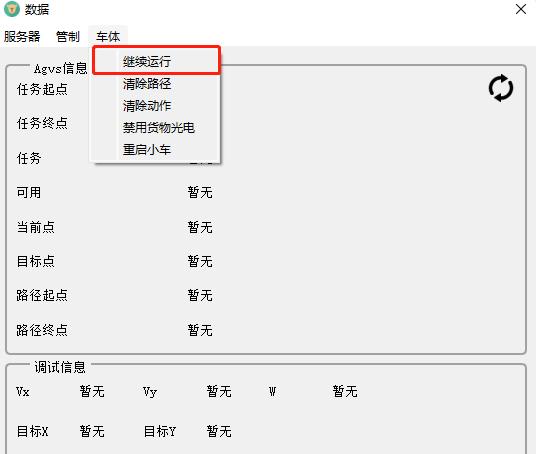 数据
服务器 管制 车体
继续运行
清除路径
清除动作
禁用货物光电
重启小车
Agvs信息
任务起点
任务终点
任务
可用 暂无
当前点 暂无
目标点 暂无
路径起点 暂无
路径终点 暂无
调试信息
Vx 暂无 Vy 暂无 W 暂无
目标X 暂无 目标Y 暂无